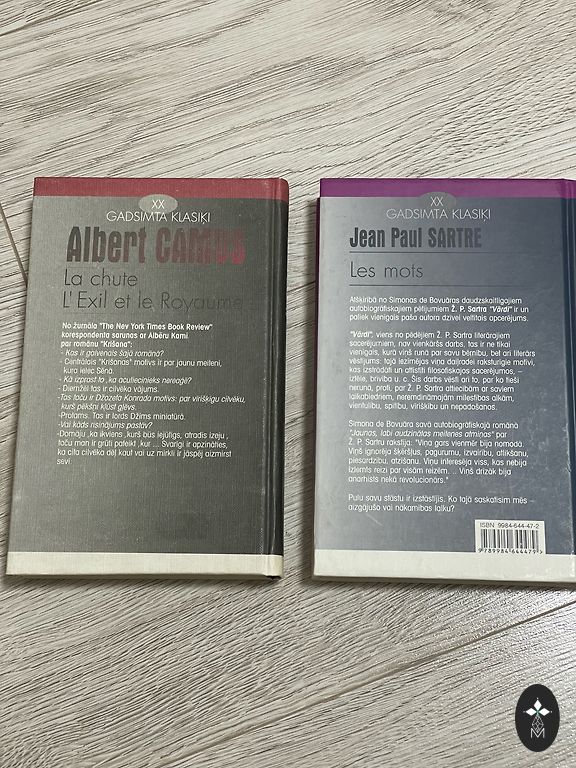 XX
GADSIMTA KLASIĶI
Albert CAMUS
La chute
L'Exil et le Royaume
No žurnāla "The Nev York Times Book Review"
korespondenta sarunas ar Albēru Kami
par romānu "Krišana":
- Kas ir galvenais šajā romānā?
- Centrālais "Krišanas" motīvs ir par jaunu meiteni,
kura ielec Sēnā.
- Kā izprast to, ka aculiecinieks nereaģē?
- Diemžēl tas ir cilvēka vājums.
- Tas taču ir Džozefa Konrada motīvs: par vīrišķīgu cilvēku,
kurš pēkšņi kļūst gļēvs.
-Protams. Tas ir lords Džims miniatūrā.
-Vai kāds risinājums pastāv?
-Domāju ,ka ikviens ,kurš būs iejūtīgs, atradīs izeju ,
taču man ir grūti pateikt ,kur ... Svarīgi ir apzināties,
ka cita cilvēka dēļ kaut vai uz mirkli ir jāspēj aizmirst
sevi
XX
GADSIMTA KLASIĶI
Jean Paul SARTRE
Les mots
Atšķirībā no Simonas de Bovuāras daudzskaitlīgajiem
autobiogrāfiskajiem pētījumiem Ž. P. Sartra "Vārdi" ir un
paliek vienīgais paša autora dzīvei veltītais apcerējums.
"Vārdi", viens no pēdējiem Ž. P. Sartra literārajiem
sacerējumiem, nav vienkāršs darbs, tas ir ne tikai
vienīgais, kurā viņš runā par savu bērnību, bet arī literārs
vēstījums: tajā iezīmējas viņa daiļradei raksturīgie motīvi,
kas izstrādāti un attīstīti filosofiskajos sacerējumos,
izlēe, brīvība u. c. Šis darbs vēstī arī to, par ko tieši
nerunā, proti, par Ž. P. Sartra attiecībām ar saviem
laikabiedriem, neremdināmajām mīlestības alkām,
vientulību, spītību, vīrišķību un nepadošanos.
Simona de Bovuāra savā autobiogrāfiskajā romānā
"Jaunas, labi audzinātas meitenes atmiņas" par
Ž. P. Sartru rakstīja: "Viņa gars vienmēr bija nomodā.
Viņš ignorēja šķēršļus, pagurumu, izvairību, atlikšanu,
piesardzību, atzīšanu. Viņu interesēja viss, kas nebija
izlemts reizi par visām reizēm. .. Viņš drīzāk bija
anarhists nekā revolucionārs."
Pulu savu stāstu ir izstāstījis. Ko tajā saskatīsim mēs –
aizgājušo vai nākamības laiku?
ISBN 9984-644-47-2
9789984644479
M